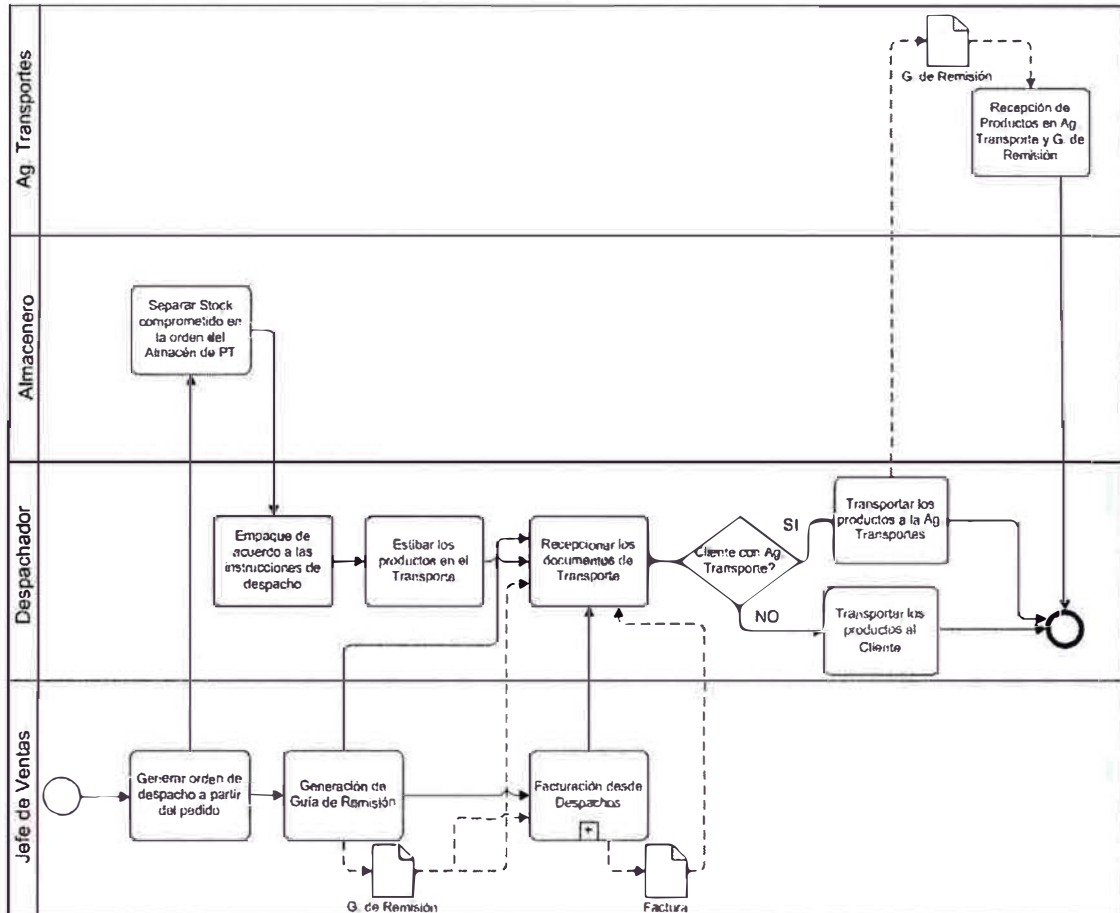 Ag. Transportes
G. de Remisión
Recepción de
Productos en Ag.
Transporte y G. de
Remisión
Almacenero
Separar Stock
comprometido en
la orden del
Almacén de PT
Despachador
Empaque de
acuerdo a las
instrucciones de
despacho
Estibar los
productos en el
Transporte
Recepcionar los
documentos de
Transporte
Cliente con Ag.
Transporte?
SI
NO
Transportar los
productos a la Ag.
Transportes
Transportar los
productos al
Cliente
Jefe de Ventas
Generar orden de
despacho a partir
del pedido
Generación de
Guía de Remisión
Facturación desde
Despachos
+
G. de Remisión
Factura